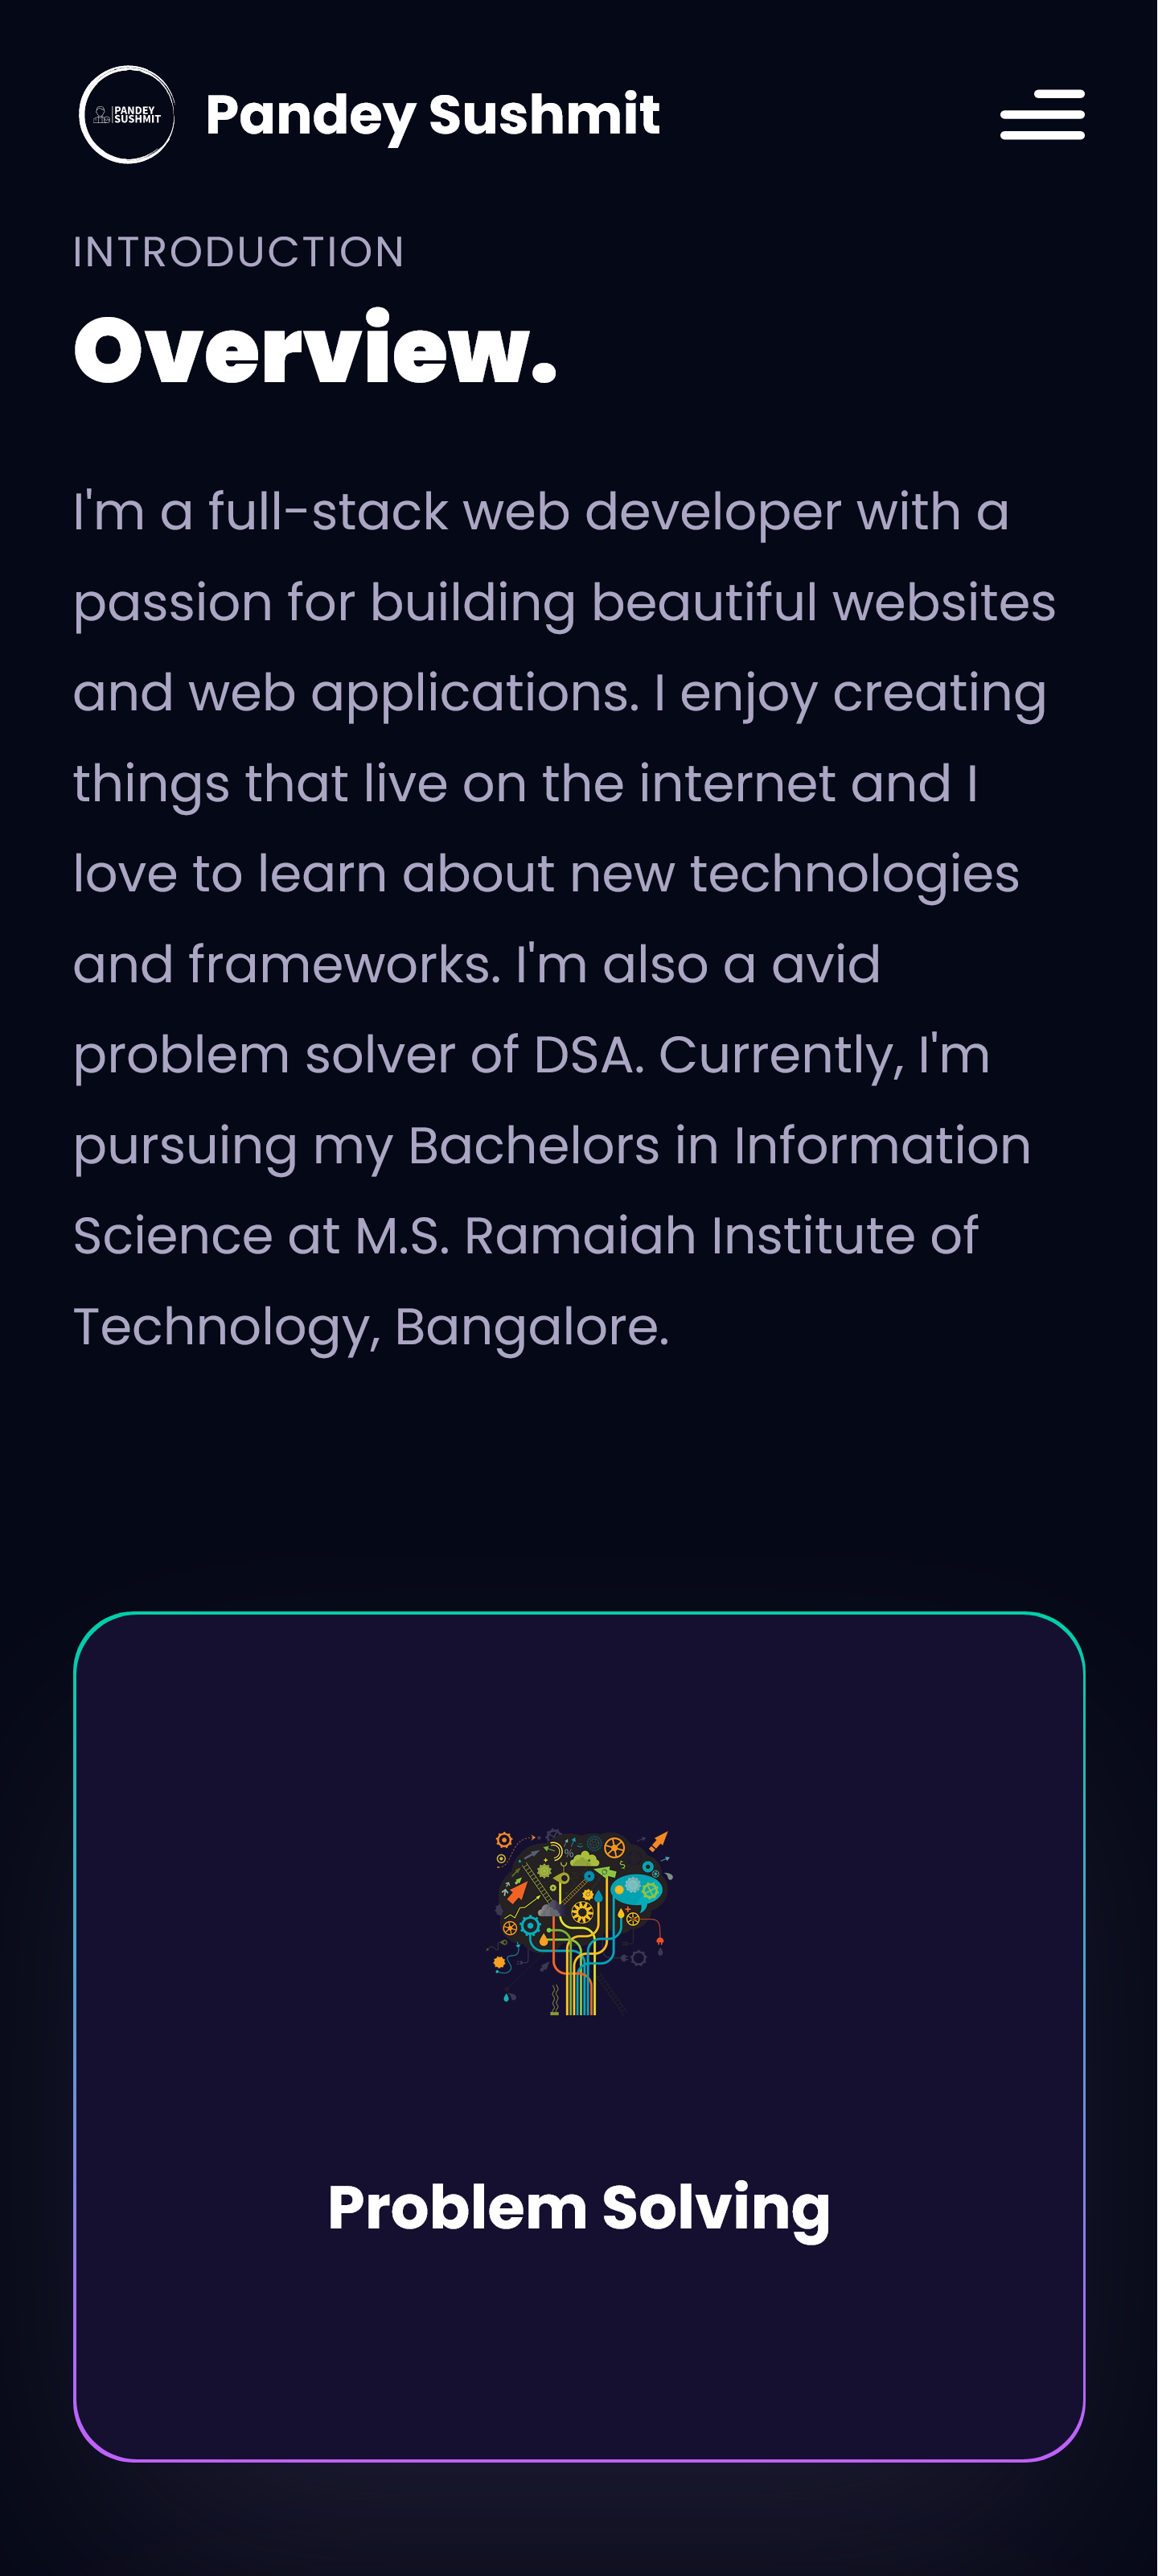 PANDEY
SUSHMIT
Pandey Sushmit
INTRODUCTION
Overview.
I'm a full-stack web developer with a
passion for building beautiful websites
and web applications. I enjoy creating
things that live on the internet and I
love to learn about new technologies
and frameworks. I'm also a avid
problem solver of DSA. Currently, I'm
pursuing my Bachelors in Information
Science at M.S. Ramaiah Institute of
Technology, Bangalore.
Problem Solving